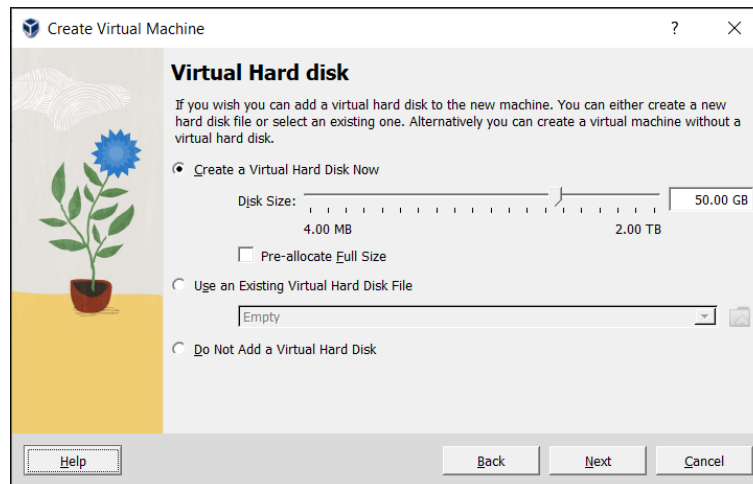 Create Virtual Machine
?
Virtual Hard disk
If you wish you can add a virtual hard disk to the new machine. You can either create a new
hard disk file or select an existing one. Alternatively you can create a virtual machine without a
virtual hard disk.
Create a Virtual Hard Disk Now
Disk Size:
50.00 GB
4.00 MB
2.00 TB
Pre-allocate Full Size
Use an Existing Virtual Hard Disk File
Empty
Do Not Add a Virtual Hard Disk
Help
Back
Next
Cancel